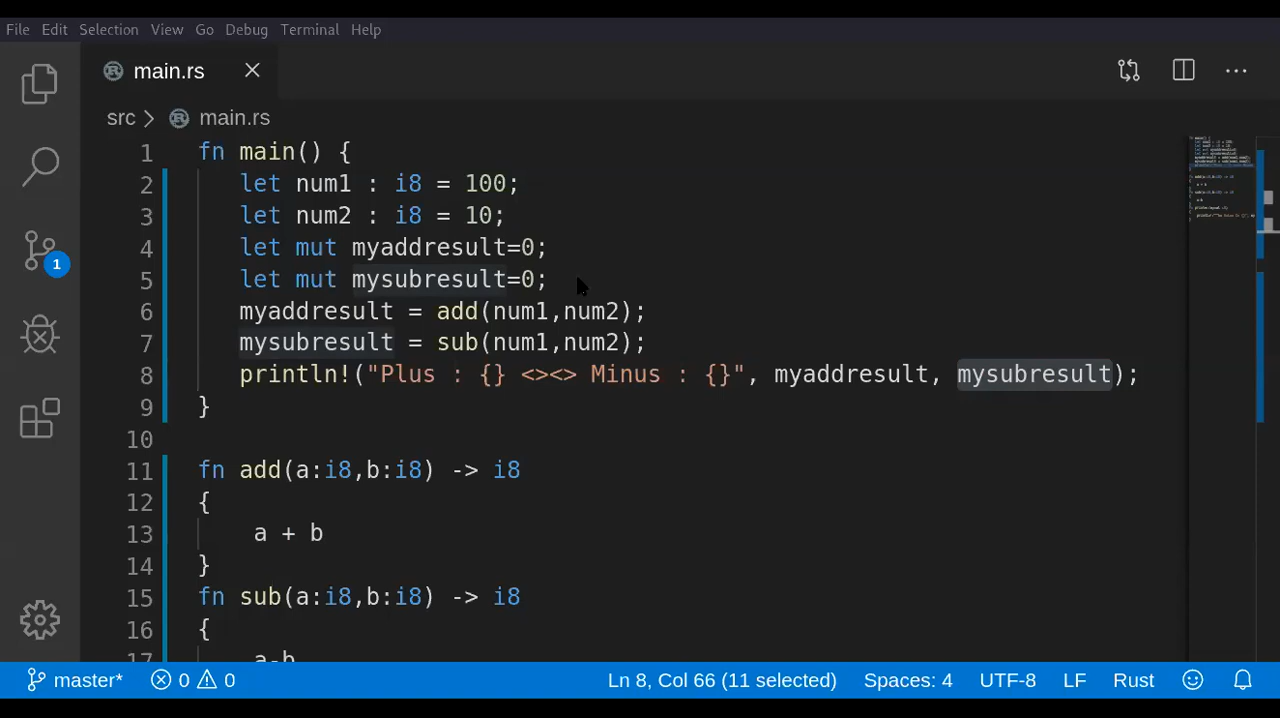 File Edit Selection View Go Debug Terminal Help
main.rs
src > main.rs
1 fn main() {
2 let num1 : i8 = 100;
3 let num2 : i8 = 10;
4 let mut myaddresult=0;
5 let mut mysubresult=0;
6 myaddresult = add(num1,num2);
7 mysubresult = sub(num1,num2);
8 println!("Plus : {} <><> Minus : {}", myaddresult, mysubresult);
9 }
10
11 fn add(a:i8,b:i8) -> i8
12 {
13 a + b
14 }
15 fn sub(a:i8,b:i8) -> i8
16 {
17 a-b
1
master* 0 0 Ln 8, Col 66 (11 selected) Spaces: 4 UTF-8 LF Rust